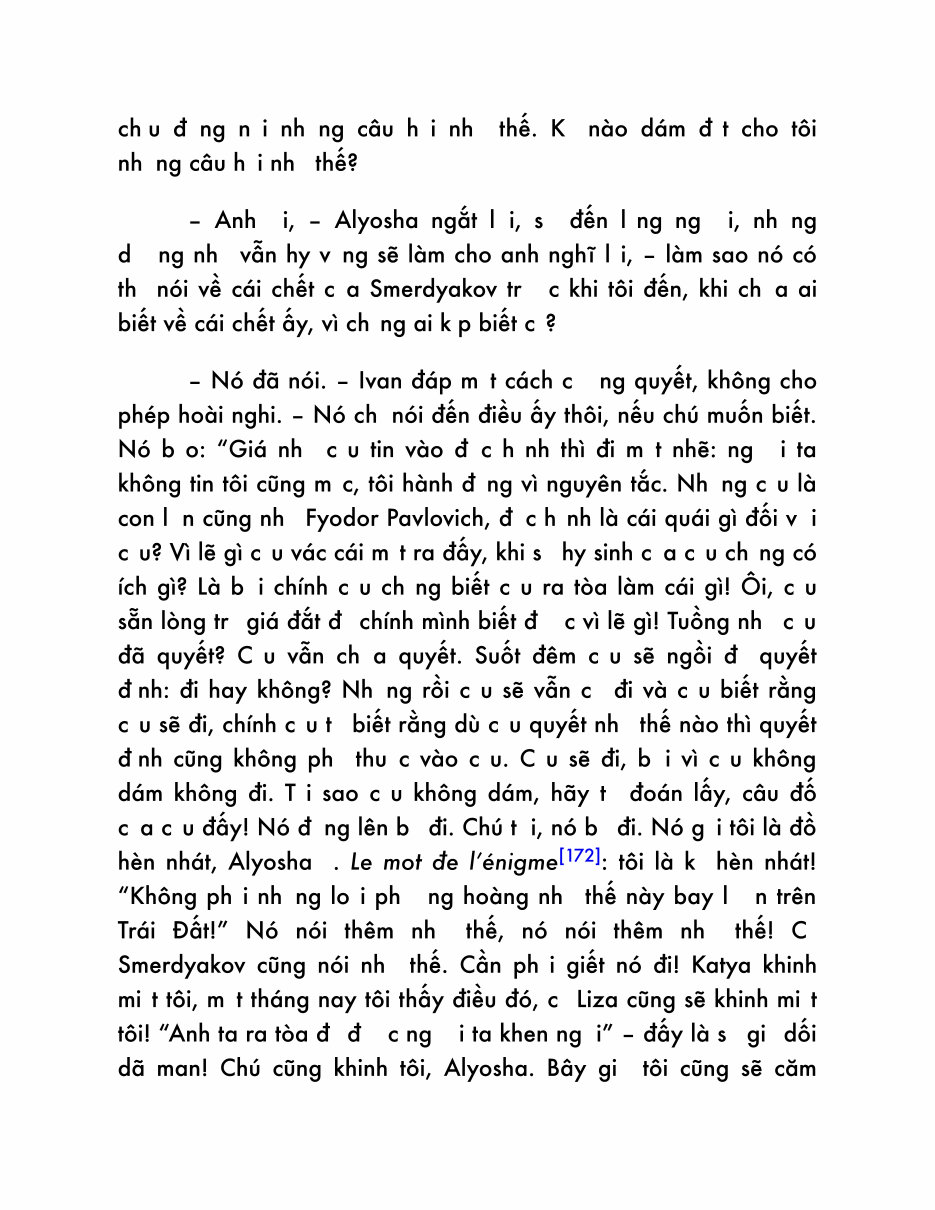 ch u đ ng n i nh ng câu h i nh thế. K nào dám đ t cho tôi
nh ng câu h i nh thế?
– Anh i, – Alyosha ngắt l i, s đến l ng ng i, nh ng
d ng nh vẫn hy v ng sẽ làm cho anh nghĩ l i, – làm sao nó có
th nói về cái chết c a Smerdyakov tr c khi tôi đến, khi ch a ai
biết về cái chết ấy, vì ch ng ai k p biết c ?
– Nó đã nói. – Ivan đáp m t cách c ng quyết, không cho
phép hoài nghi. – Nó ch nói đến điều ấy thôi, nếu chú muốn biết.
Nó b o: “Giá nh c u tin vào đ c h nh thì đi m t nhẽ: ng i ta
không tin tôi cũng m c, tôi hành đ ng vì nguyên tắc. Nh ng c u là
con l n cũng nh Fyodor Pavlovich, đ c h nh là cái quái gì đối v i
c u? Vì lẽ gì c u vác cái m t ra đấy, khi s hy sinh c a c u ch ng có
ích gì? Là b i chính c u ch ng biết c u ra tòa làm cái gì! Ôi, c u
sẵn lòng tr giá đắt đ chính mình biết đ c vì lẽ gì! Tuồng nh c u
đã quyết? C u vẫn ch a quyết. Suốt đêm c u sẽ ngồi đ quyết
đ nh: đi hay không? Nh ng rồi c u sẽ vẫn c đi và c u biết rằng
c u sẽ đi, chính c u t biết rằng dù c u quyết nh thế nào thì quyết
đ nh cũng không ph thu c vào c u. C u sẽ đi, b i vì c u không
dám không đi. T i sao c u không dám, hãy t đoán lấy, câu đố
c a c u đấy! Nó đ ng lên b đi. Chú t i, nó b đi. Nó g i tôi là đồ
hèn nhát, Alyosha . Le mot đe l’énigme[172]: tôi là k hèn nhát!
“Không ph i nh ng lo i ph ng hoàng nh thế này bay l n trên
Trái Đất!” Nó nói thêm nh thế, nó nói thêm nh thế! C
Smerdyakov cũng nói nh thế. Cần ph i giết nó đi! Katya khinh
mi t tôi, m t tháng nay tôi thấy điều đó, c Liza cũng sẽ khinh mi t
tôi! “Anh ta ra tòa đ đ c ng i ta khen ng i” – đấy là s gi dối
dã man! Chú cũng khinh tôi, Alyosha. Bây gi tôi cũng sẽ căm